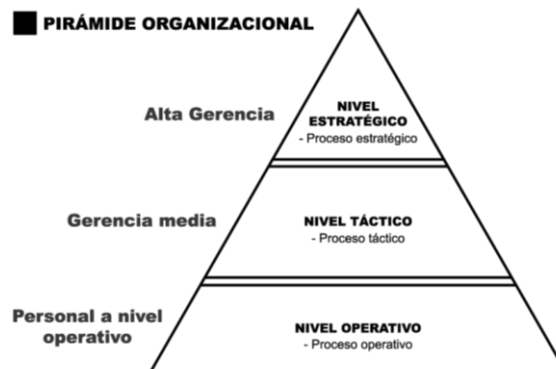 PIRÁMIDE ORGANIZACIONAL
Alta Gerencia
NIVEL
ESTRATÉGICO
- Proceso estratégico
Gerencia media
NIVEL TÁCTICO
- Proceso táctico
Personal a nivel
operativo
NIVEL OPERATIVO
- Proceso operativo